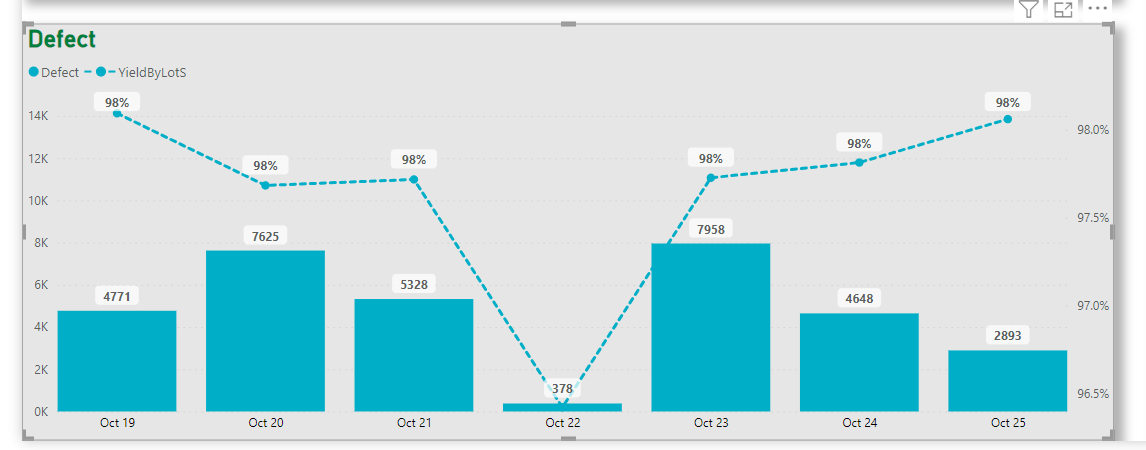 Defect
Defect YieldByLotS
14K
12K
10K
8K
6K
4K
2K
0K
98%
98%
98%
98%
98%
98%
4771
7625
5328
378
7958
4648
2893
98.0%
97.5%
97.0%
96.5%
Oct 19 Oct 20 Oct 21 Oct 22 Oct 23 Oct 24 Oct 25